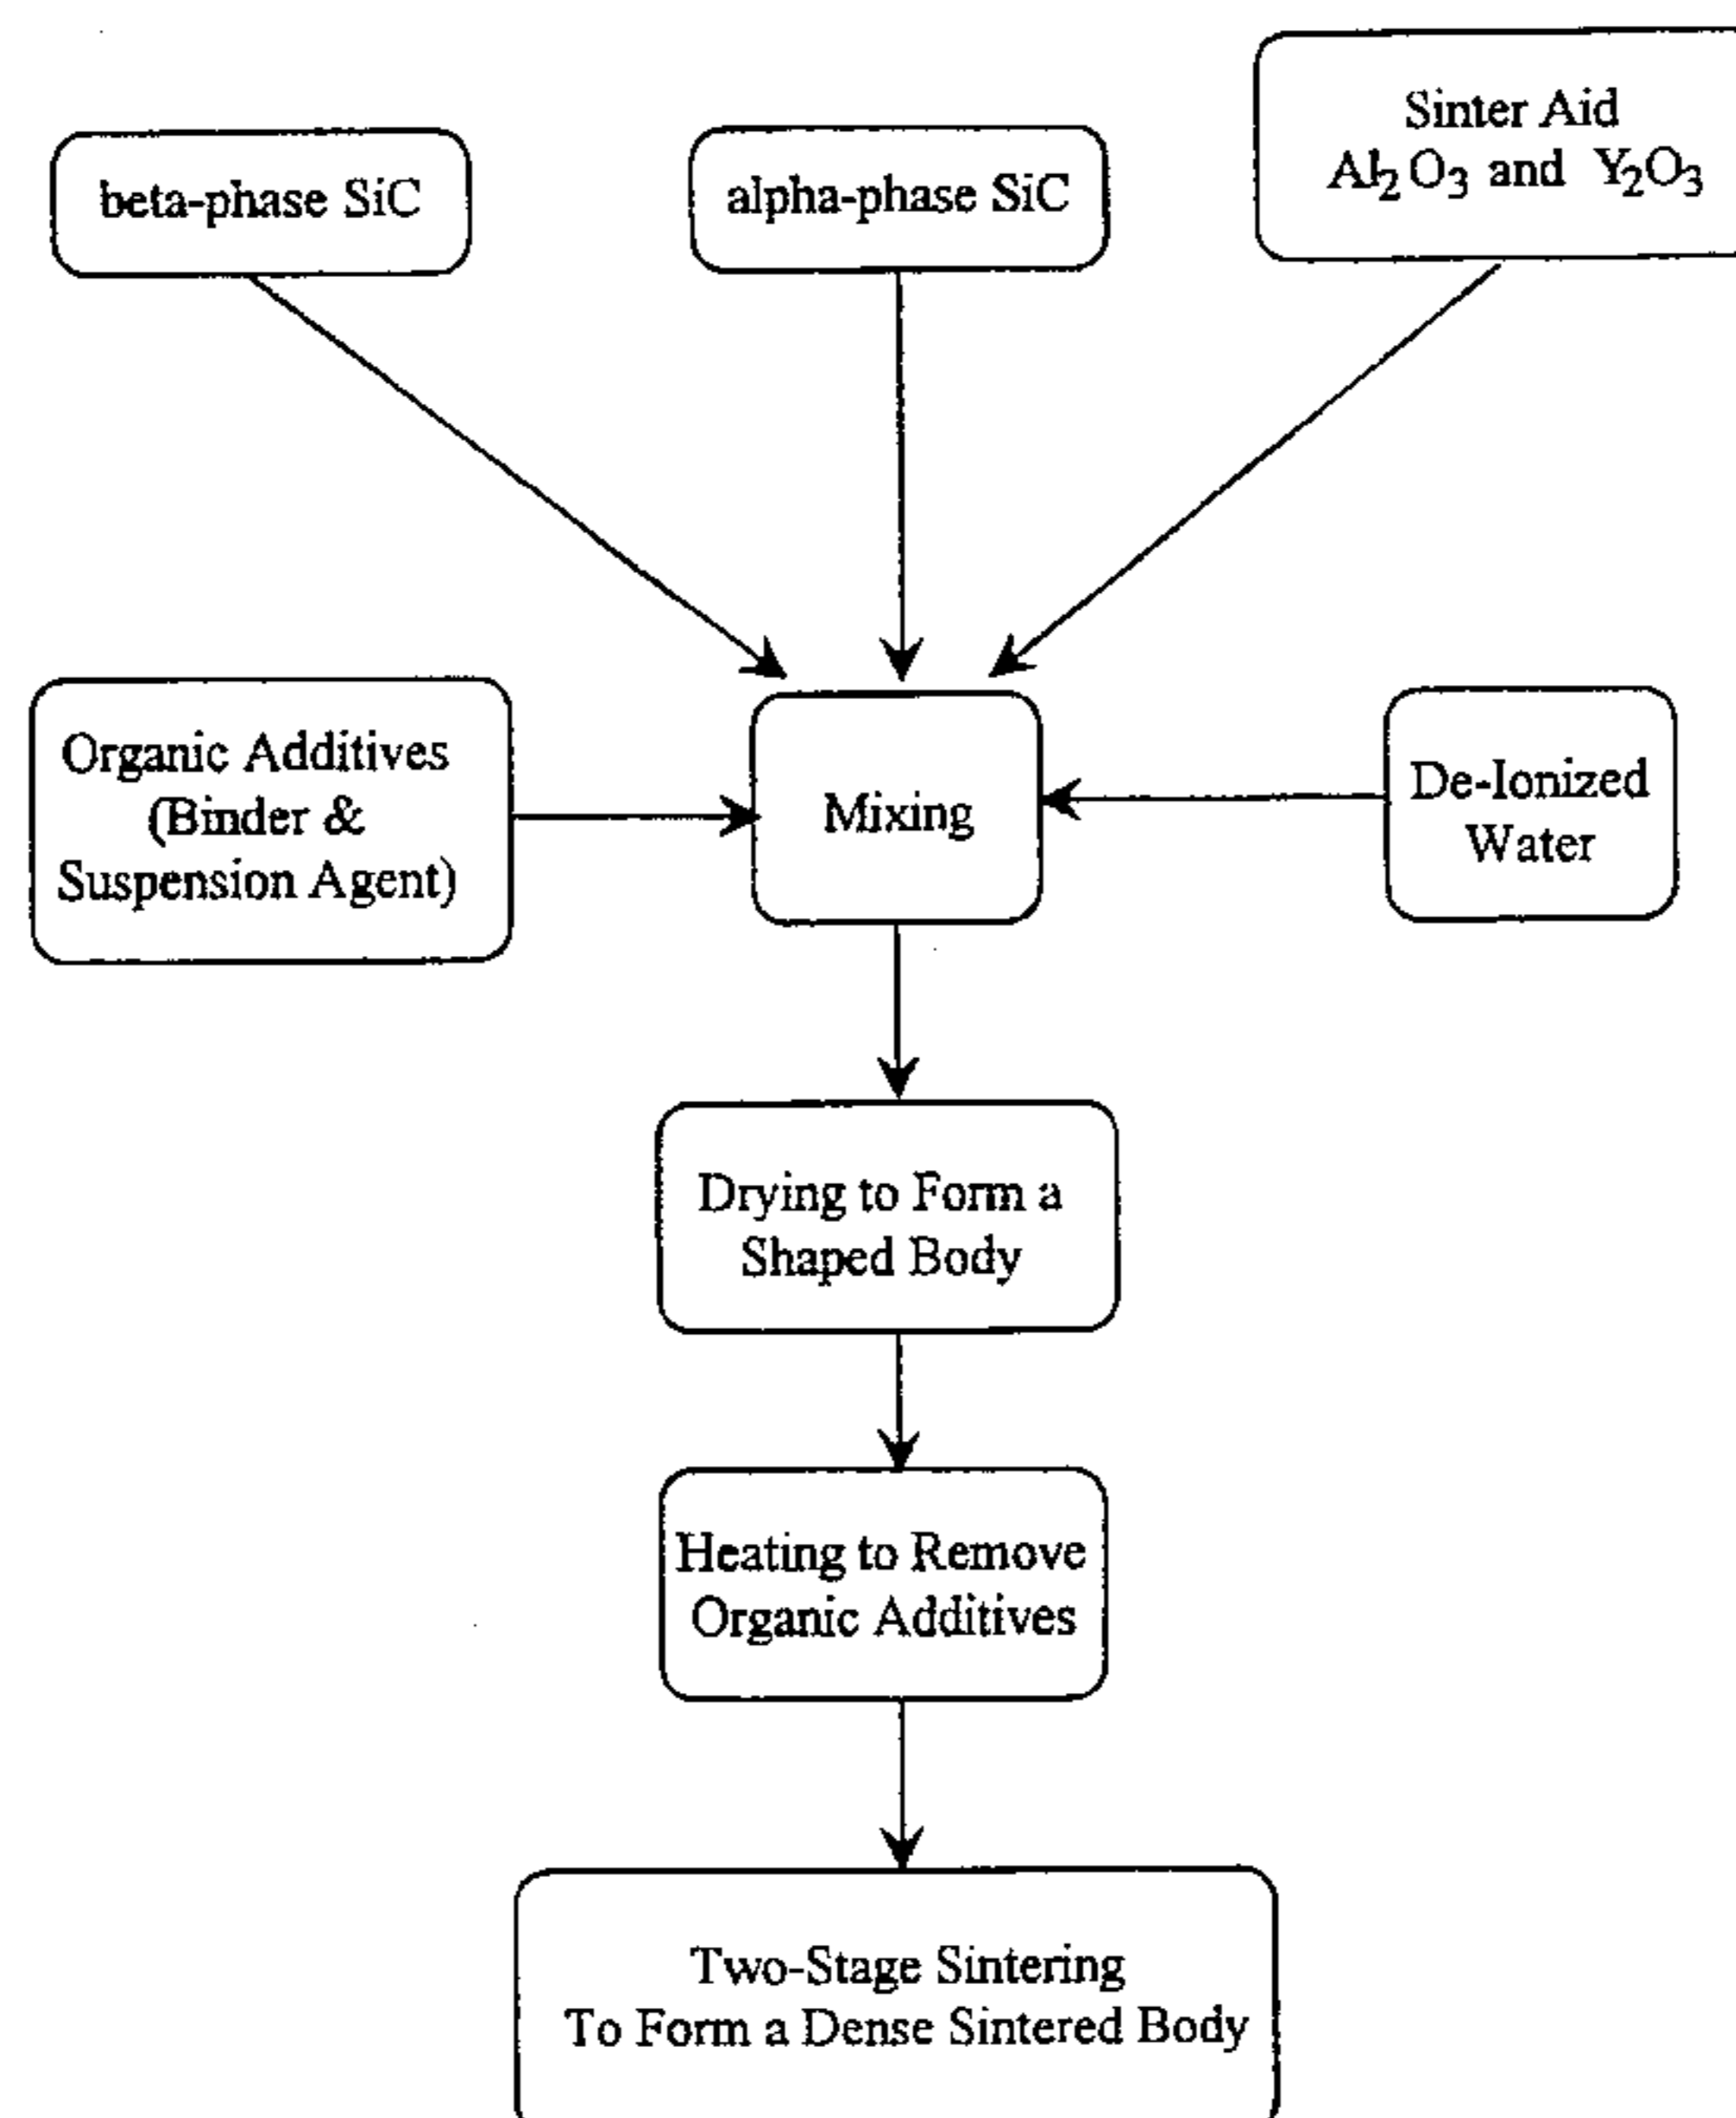 Sinter Aid
Al₂O₃ and Y₂O₃
beta-phase SiC
alpha-phase SiC
Organic Additives
(Binder &
Suspension Agent)
Mixing
De-Ionized
Water
Drying to Form a
Shaped Body
Heating to Remove
Organic Additives
Two-Stage Sintering
To Form a Dense Sintered Body